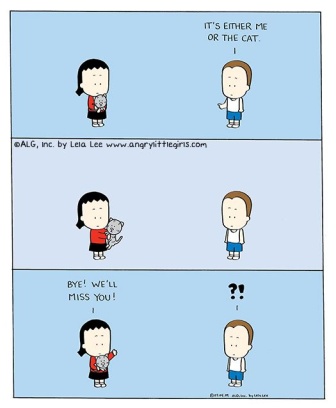 IT'S EITHER ME
OR THE CAT.
©ALG, Inc. by Lela Lee www.angrylittlegirls.com
BYE! WE'LL
MISS YOU!
?!